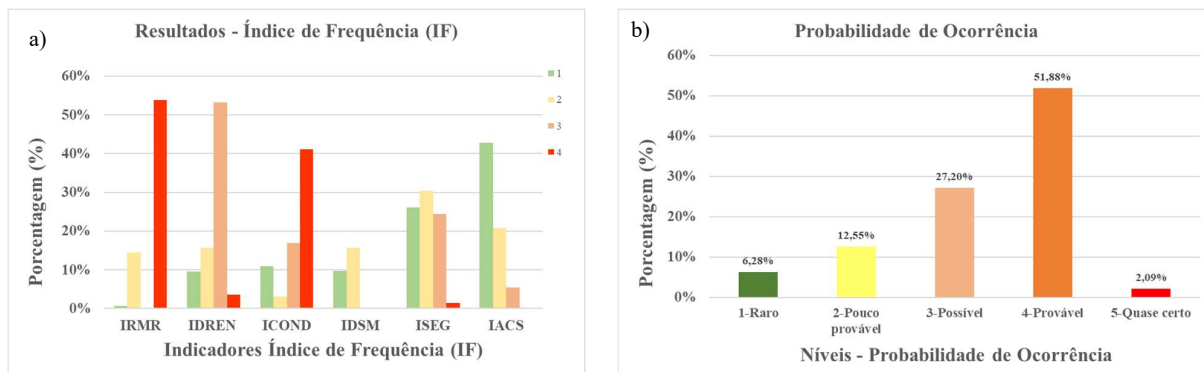 a)
Resultados - Índice de Frequência (IF)
Porcentagem (%)
60%
50%
40%
30%
20%
10%
0%
1
2
3
4
IRMR IDREN ICOND IDSM ISEG IACS
Indicadores Índice de Frequência (IF)
b)
Probabilidade de Ocorrência
Porcentagem (%)
60%
50%
40%
30%
20%
10%
0%
6,28%
12,55%
27,20%
51,88%
2,09%
1-Raro 2-Pouco 3-Possível 4-Provável 5-Quase certo
provável
Níveis - Probabilidade de Ocorrência